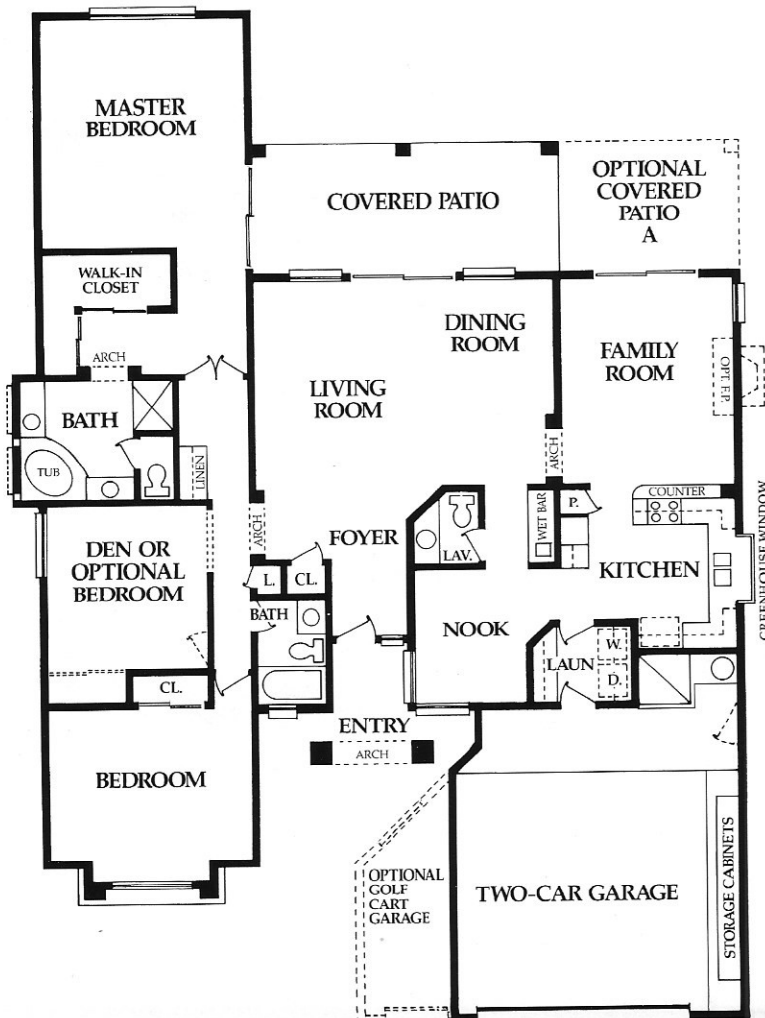 MASTER
BEDROOM
COVERED PATIO
OPTIONAL
COVERED
PATIO
A
WALK-IN
CLOSET
ARCH
BATH
TUB
LINEN
LIVING
ROOM
DINING
ROOM
FAMILY
ROOM
OPT. F.P.
ARCH
ARCH
FOYER
LAV.
WET BAR
P.
COUNTER
KITCHEN
GREENHOUSE WINDOW
DEN OR
OPTIONAL
BEDROOM
L.
CL.
BATH
NOOK
LAUN
W.
D.
CL.
ENTRY
ARCH
BEDROOM
OPTIONAL
GOLF
CART
GARAGE
TWO-CAR GARAGE
STORAGE CABINETS